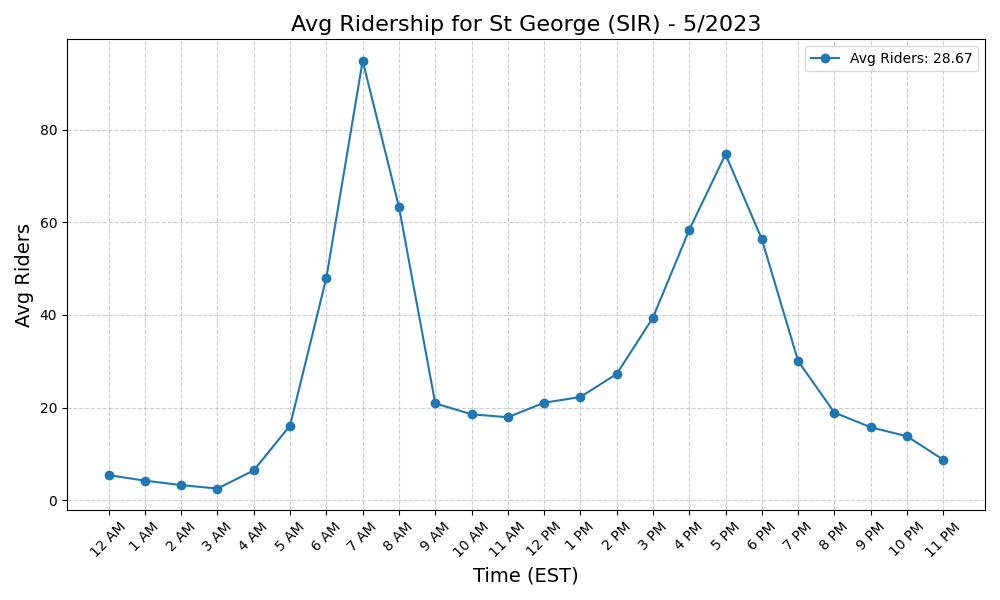 Avg Ridership for St George (SIR) - 5/2023
Avg Riders: 28.67
Avg Riders
80
60
40
20
0
12 AM
1 AM
2 AM
3 AM
4 AM
5 AM
6 AM
7 AM
8 AM
9 AM
10 AM
11 AM
12 PM
1 PM
2 PM
3 PM
4 PM
5 PM
6 PM
7 PM
8 PM
9 PM
10 PM
11 PM
Time (EST)